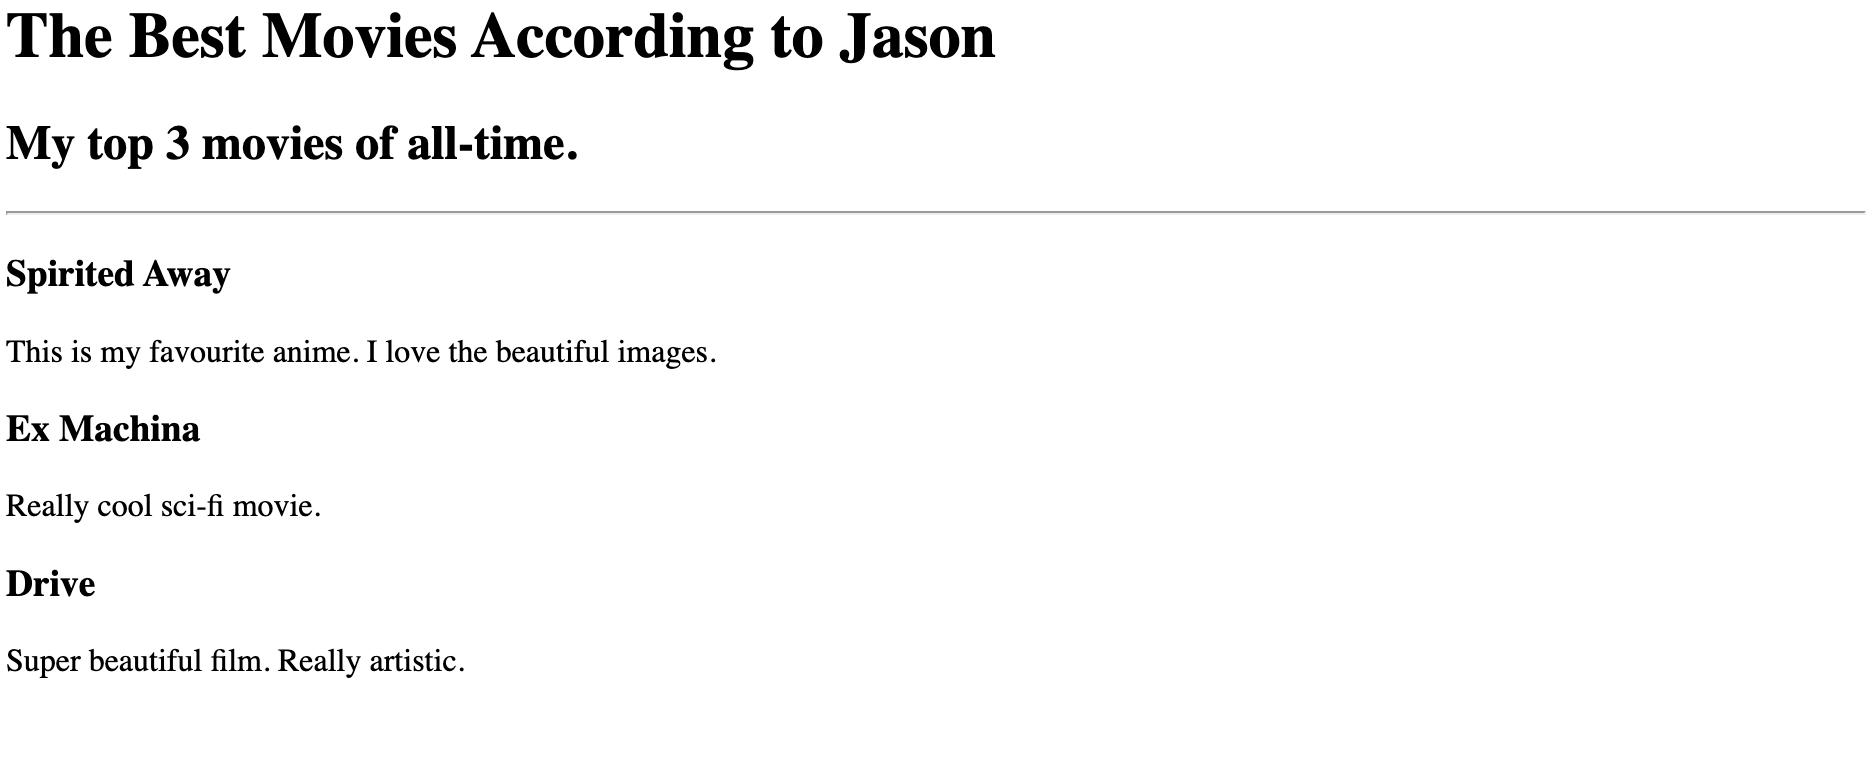 The Best Movies According to Jason
My top 3 movies of all-time.
Spirited Away
This is my favourite anime. I love the beautiful images.
Ex Machina
Really cool sci-fi movie.
Drive
Super beautiful film. Really artistic.